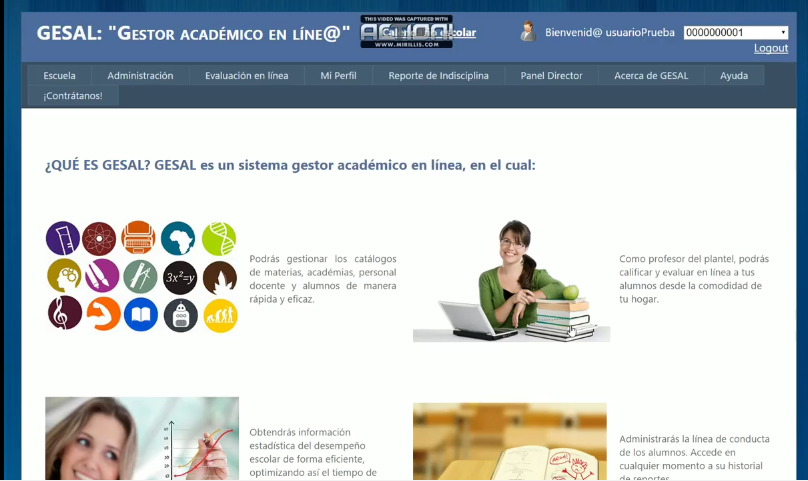 GESAL: "GESTOR ACADÉMICO EN LÍNE@"
THIS VIDEO WAS CAPTURED WITH
ACTION!
WWW.MIRILLIS.COM
Calendario escolar
Bienvenid@ usuarioPrueba
0000000001
Logout
Escuela
Administración
Evaluación en línea
Mi Perfil
Reporte de Indisciplina
Panel Director
Acerca de GESAL
Ayuda
¡Contrátanos!
¿QUÉ ES GESAL? GESAL es un sistema gestor académico en línea, en el cual:
3x²=y
Podrás gestionar los catálogos
de materias, académias, personal
docente y alumnos de manera
rápida y eficaz.
Como profesor del plantel, podrás
calificar y evaluar en línea a tus
alumnos desde la comodidad de
tu hogar.
Obtendrás información
estadística del desempeño
escolar de forma eficiente,
optimizando así el tiempo de
Administrarás la línea de conducta
de los alumnos. Accede en
cualquier momento a su historial
de reportes.